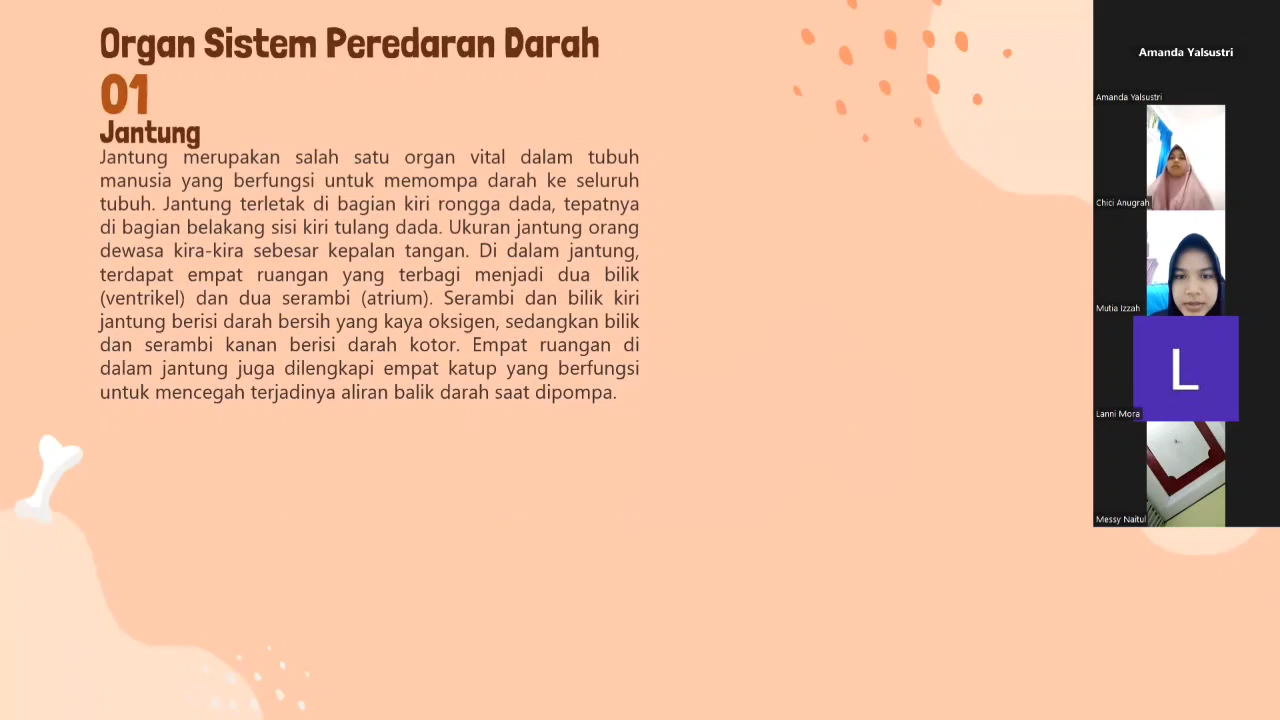 Organ Sistem Peredaran Darah
01
Jantung
Jantung merupakan salah satu organ vital dalam tubuh
manusia yang berfungsi untuk memompa darah ke seluruh
tubuh. Jantung terletak di bagian kiri rongga dada, tepatnya
di bagian belakang sisi kiri tulang dada. Ukuran jantung orang
dewasa kira-kira sebesar kepalan tangan. Di dalam jantung,
terdapat empat ruangan yang terbagi menjadi dua bilik
(ventrikel) dan dua serambi (atrium). Serambi dan bilik kiri
jantung berisi darah bersih yang kaya oksigen, sedangkan bilik
dan serambi kanan berisi darah kotor. Empat ruangan di
dalam jantung juga dilengkapi empat katup yang berfungsi
untuk mencegah terjadinya aliran balik darah saat dipompa.
Amanda Yalsustri
Amanda Yalsustri
Chici Anugrah
Mutia Izzah
L
Lanni Mora
Messy Naitul